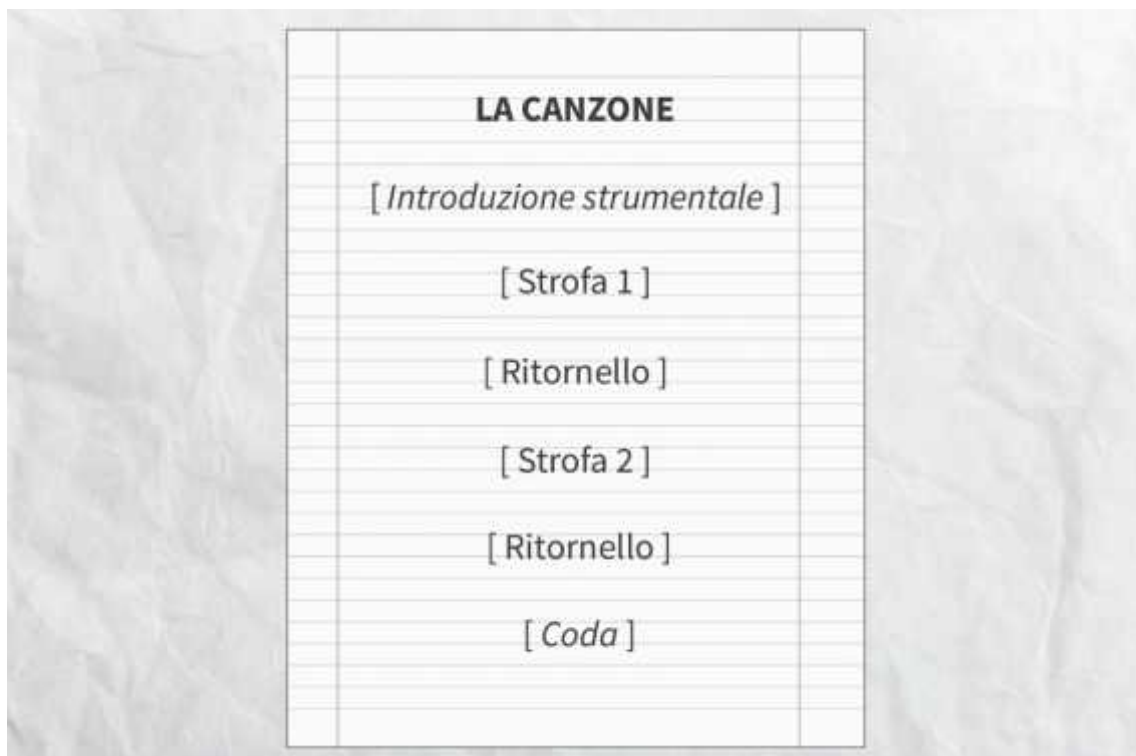 LA CANZONE
[ Introduzione strumentale ]
[ Strofa 1 ]
[ Ritornello ]
[ Strofa 2 ]
[ Ritornello ]
[ Coda ]